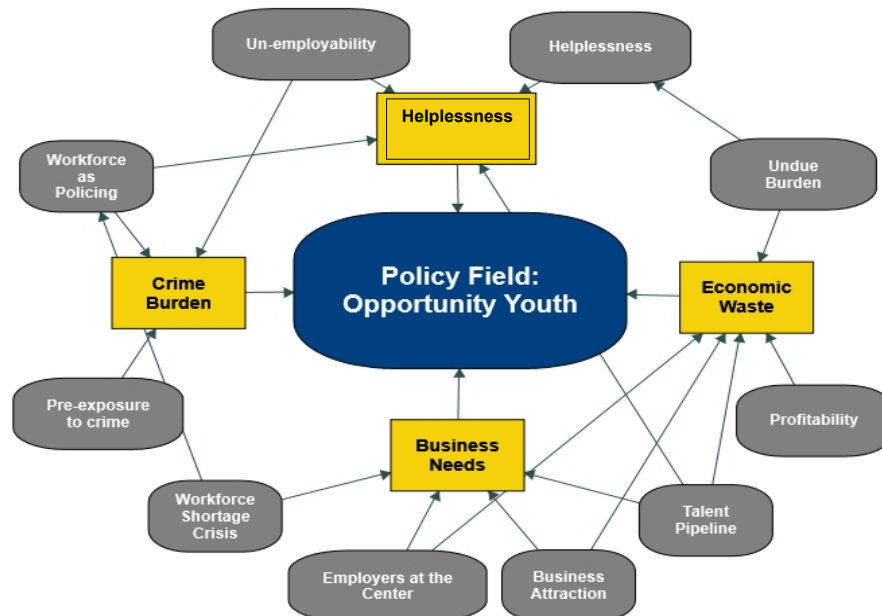 Un-employability
Helplessness
Helplessness
Workforce
as
Policing
Undue
Burden
Crime
Burden
Policy Field:
Opportunity Youth
Economic
Waste
Pre-exposure
to crime
Profitability
Business
Needs
Workforce
Shortage
Crisis
Talent
Pipeline
Employers at the
Center
Business
Attraction